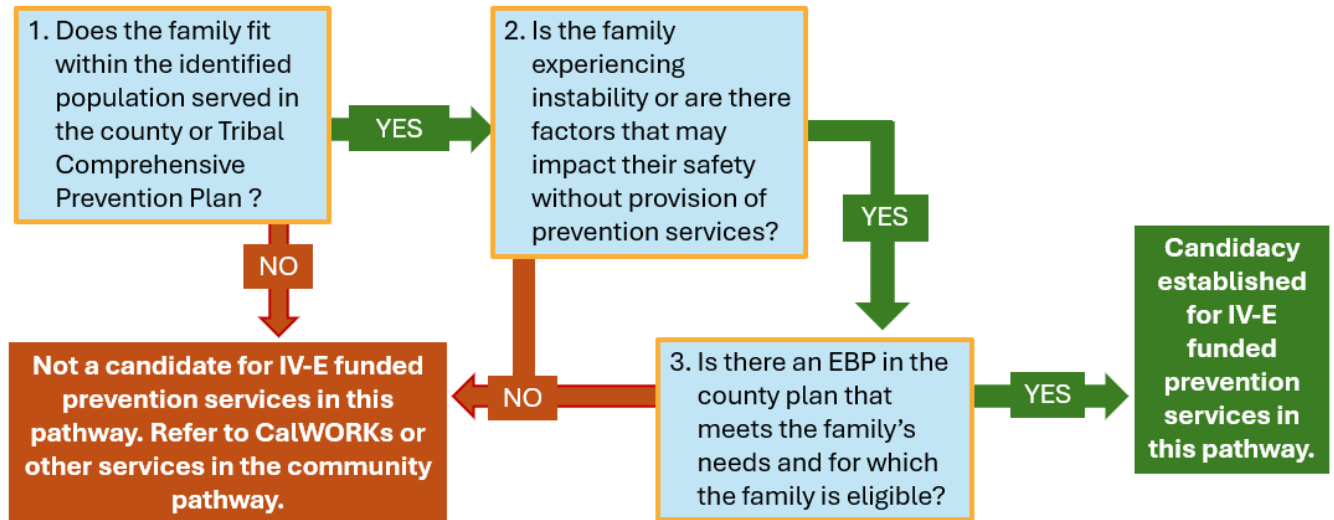 1. Does the family fit
within the identified
population served in
the county or Tribal
Comprehensive
Prevention Plan ?
YES
2. Is the family
experiencing
instability or are there
factors that may
impact their safety
without provision of
prevention services?
YES
NO
Not a candidate for IV-E funded
prevention services in this
pathway. Refer to CalWORKs or
other services in the community
pathway.
NO
3. Is there an EBP in the
county plan that
meets the family’s
needs and for which
the family is eligible?
YES
Candidacy
established
for IV-E
funded
prevention
services in
this pathway.